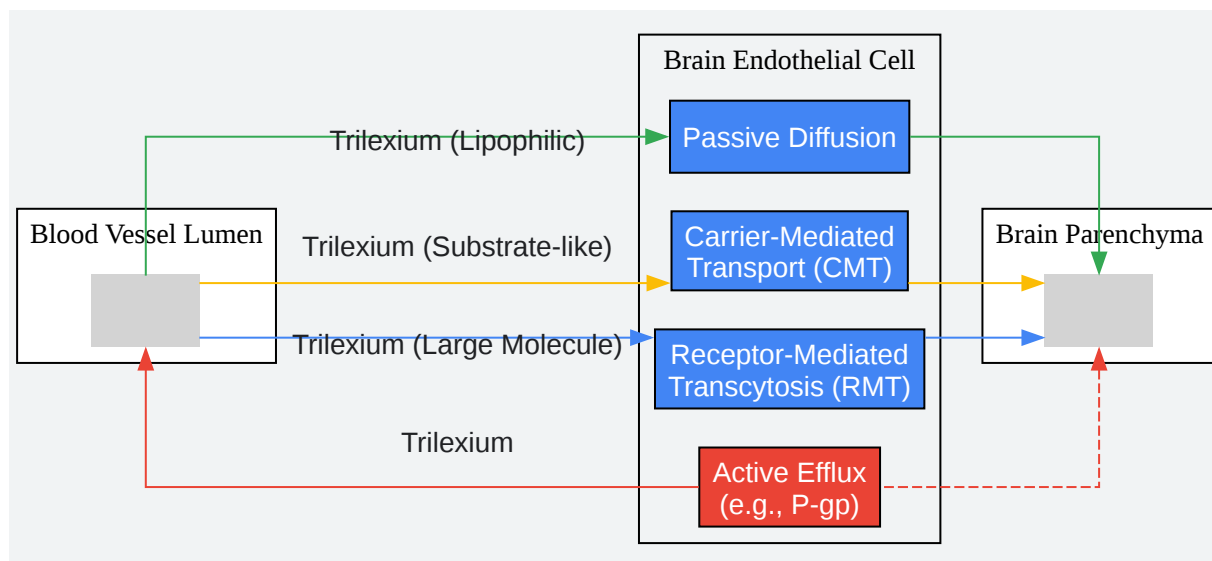 Brain Endothelial Cell
Trilexium (Lipophilic)
Passive Diffusion
Blood Vessel Lumen
Trilexium (Substrate-like)
Carrier-Mediated
Transport (CMT)
Brain Parenchyma
Trilexium (Large Molecule)
Receptor-Mediated
Transcytosis (RMT)
Trilexium
Active Efflux
(e.g., P-gp)